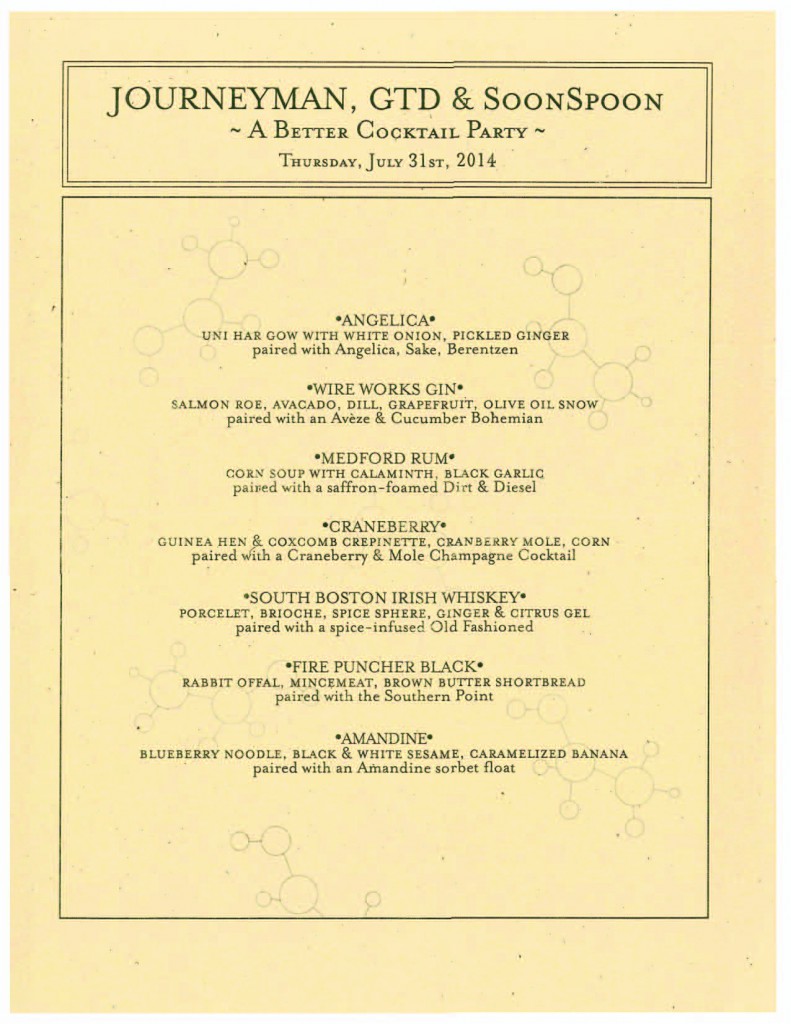 JOURNEYMAN, GTD & SOONSPOON
~ A BETTER COCKTAIL PARTY ~
THURSDAY, JULY 31ST, 2014
•ANGELICA•
UNI HAR GOW WITH WHITE ONION, PICKLED GINGER
paired with Angelica, Sake, Berentzen
•WIRE WORKS GIN•
SALMON ROE, AVACADO, DILL, GRAPEFRUIT, OLIVE OIL SNOW
paired with an Avèze & Cucumber Bohemian
•MEDFORD RUM•
CORN SOUP WITH CALAMINTH, BLACK GARLIC
paired with a saffron-foamed Dirt & Diesel
•CRANEBERRY•
GUINEA HEN & COXCOMB CREPINETTE, CRANBERRY MOLE, CORN
paired with a Craneberry & Mole Champagne Cocktail
•SOUTH BOSTON IRISH WHISKEY•
PORCELET, BRIOCHE, SPICE SPHERE, GINGER & CITRUS GEL
paired with a spice-infused Old Fashioned
•FIRE PUNCHER BLACK•
RABBIT OFFAL, MINCEMEAT, BROWN BUTTER SHORTBREAD
paired with the Southern Point
•AMANDINE•
BLUEBERRY NOODLE, BLACK & WHITE SESAME, CARAMELIZED BANANA
paired with an Amandine sorbet float